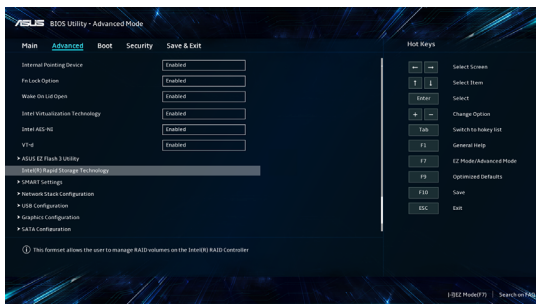 ASUS BIOS Utility - Advanced Mode
Main Advanced Boot Security Save & Exit
Hot Keys
Internal Pointing Device Enabled
Fn Lock Option Enabled
Wake On Lid Open Enabled
Intel Virtualization Technology Enabled
Intel AES-NI Enabled
VT-d Enabled
ASUS EZ Flash 3 Utility
Intel(R) Rapid Storage Technology
SMART Settings
Network Stack Configuration
USB Configuration
Graphics Configuration
SATA Configuration
This formset allows the user to manage RAID volumes on the Intel(R) RAID Controller
← → Select Screen
↑ ↓ Select Item
Enter Select
+ - Change Option
Tab Switch to hokey list
F1 General Help
F7 EZ Mode/Advanced Mode
F9 Optimized Defaults
F10 Save
ESC Exit
EZ Mode(F7) | Search on FAQ